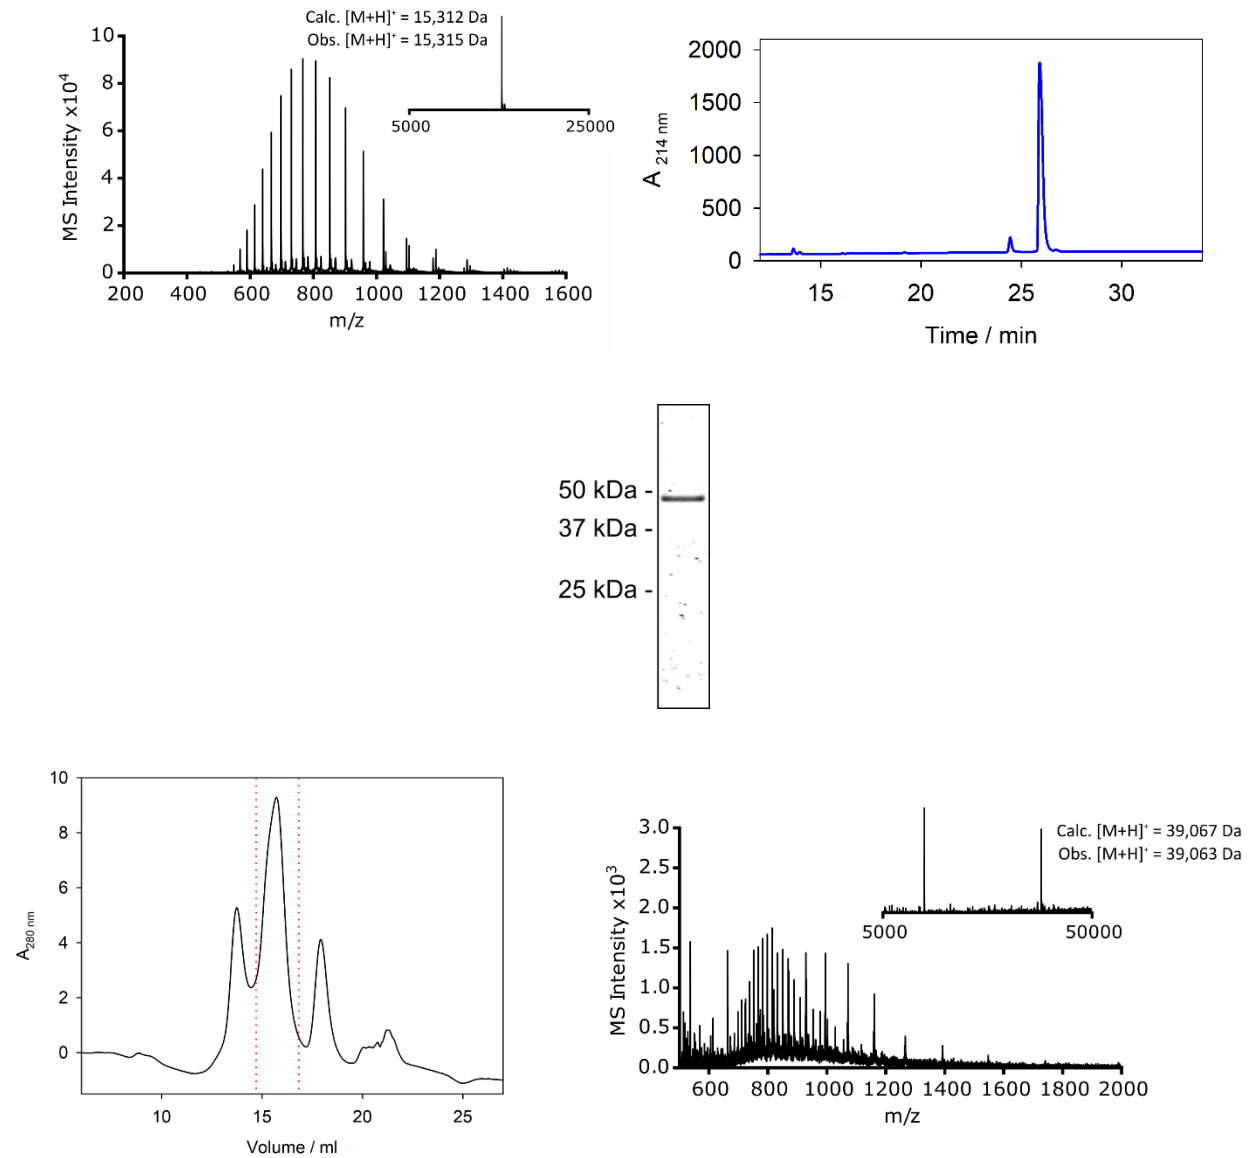 Calc. [M+H]⁺ = 15,312 Da
Obs. [M+H]⁺ = 15,315 Da
MS Intensity x10⁴
10
8
6
4
2
0
200 400 600 800 1000 1200 1400 1600
m/z
5000 25000
A 214 nm
2000
1500
1000
500
0
15 20 25 30
Time / min
50 kDa -
37 kDa -
25 kDa -
A280 nm
10
8
6
4
2
0
10 15 20 25
Volume / ml
Calc. [M+H]⁺ = 39,067 Da
Obs. [M+H]⁺ = 39,063 Da
MS Intensity x10³
3.0
2.5
2.0
1.5
1.0
0.5
0.0
600 800 1000 1200 1400 1600 1800 2000
m/z
5000 50000